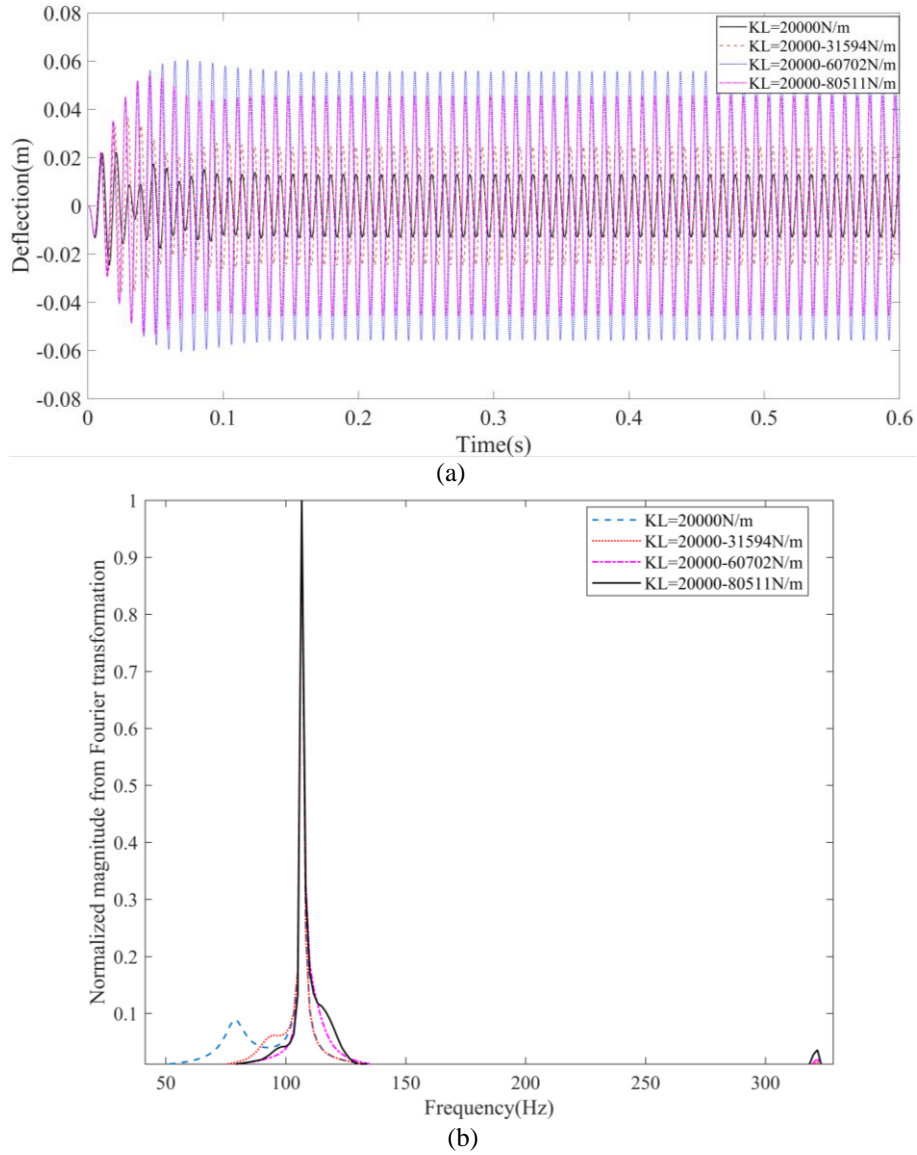 KL=20000N/m
KL=20000-31594N/m
KL=20000-60702N/m
KL=20000-80511N/m
0.08
0.06
0.04
0.02
0
-0.02
-0.04
-0.06
-0.08
Deflection(m)
0 0.1 0.2 0.3 0.4 0.5 0.6
Time(s)
(a)
KL=20000N/m
KL=20000-31594N/m
KL=20000-60702N/m
KL=20000-80511N/m
1
0.9
0.8
0.7
0.6
0.5
0.4
0.3
0.2
0.1
Normalized magnitude from Fourier transformation
50 100 150 200 250 300
Frequency(Hz)
(b)